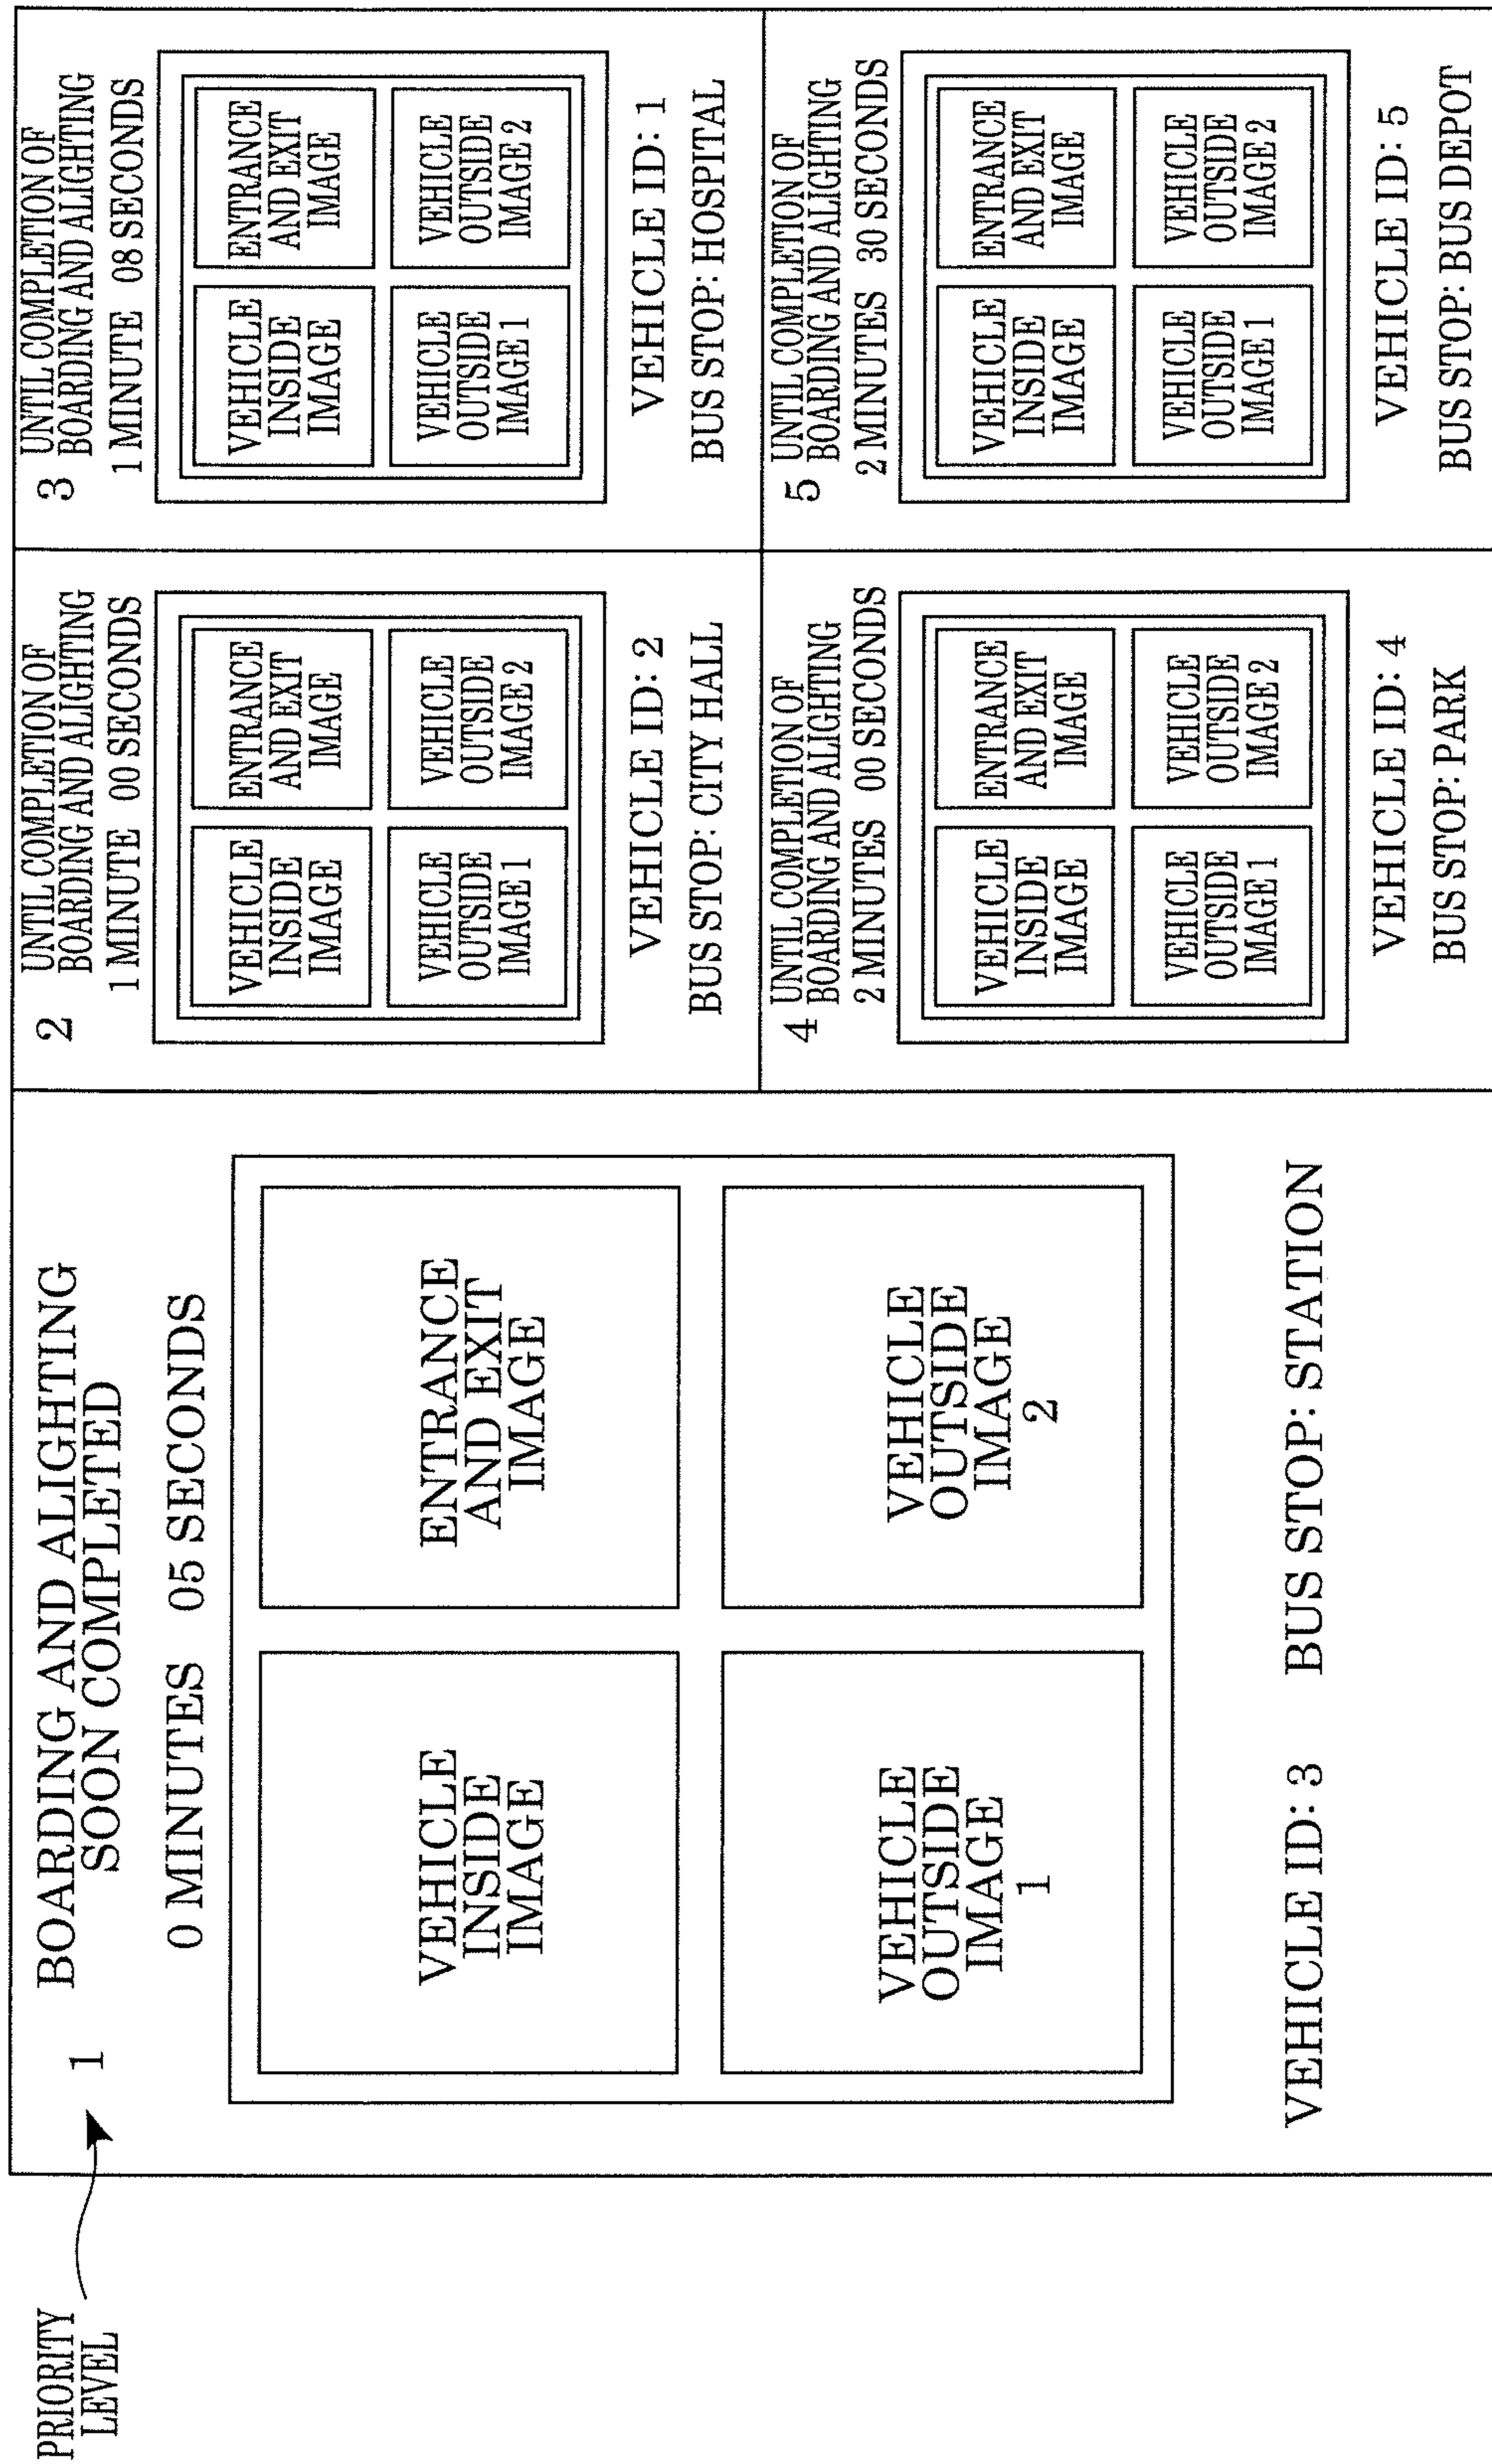 PRIORITY
LEVEL
1
BOARDING AND ALIGHTING
SOON COMPLETED
0 MINUTES 05 SECONDS
VEHICLE
INSIDE
IMAGE
ENTRANCE
AND EXIT
IMAGE
VEHICLE
OUTSIDE
IMAGE
1
VEHICLE
OUTSIDE
IMAGE
2
VEHICLE ID: 3 BUS STOP: STATION
2
UNTIL COMPLETION OF
BOARDING AND ALIGHTING
1 MINUTE 00 SECONDS
VEHICLE
INSIDE
IMAGE
ENTRANCE
AND EXIT
IMAGE
VEHICLE
OUTSIDE
IMAGE 1
VEHICLE
OUTSIDE
IMAGE 2
VEHICLE ID: 2
BUS STOP: CITY HALL
3
UNTIL COMPLETION OF
BOARDING AND ALIGHTING
1 MINUTE 08 SECONDS
VEHICLE
INSIDE
IMAGE
ENTRANCE
AND EXIT
IMAGE
VEHICLE
OUTSIDE
IMAGE 1
VEHICLE
OUTSIDE
IMAGE 2
VEHICLE ID: 1
BUS STOP: HOSPITAL
4
UNTIL COMPLETION OF
BOARDING AND ALIGHTING
2 MINUTES 00 SECONDS
VEHICLE
INSIDE
IMAGE
ENTRANCE
AND EXIT
IMAGE
VEHICLE
OUTSIDE
IMAGE 1
VEHICLE
OUTSIDE
IMAGE 2
VEHICLE ID: 4
BUS STOP: PARK
5
UNTIL COMPLETION OF
BOARDING AND ALIGHTING
2 MINUTES 30 SECONDS
VEHICLE
INSIDE
IMAGE
ENTRANCE
AND EXIT
IMAGE
VEHICLE
OUTSIDE
IMAGE 1
VEHICLE
OUTSIDE
IMAGE 2
VEHICLE ID: 5
BUS STOP: BUS DEPOT